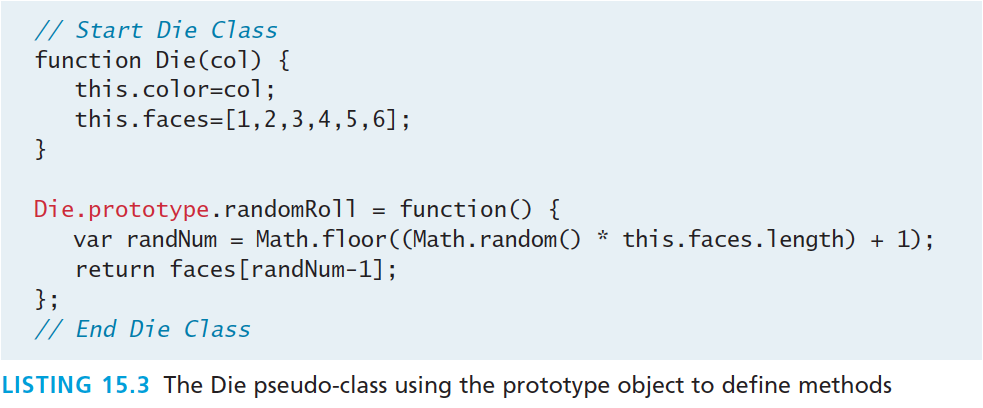 // Start Die Class
function Die(col) {
   this.color=col;
   this.faces=[1,2,3,4,5,6];
}

Die.prototype.randomRoll = function() {
   var randNum = Math.floor((Math.random() * this.faces.length) + 1);
   return faces[randNum-1];
};
// End Die Class
LISTING 15.3 The Die pseudo-class using the prototype object to define methods